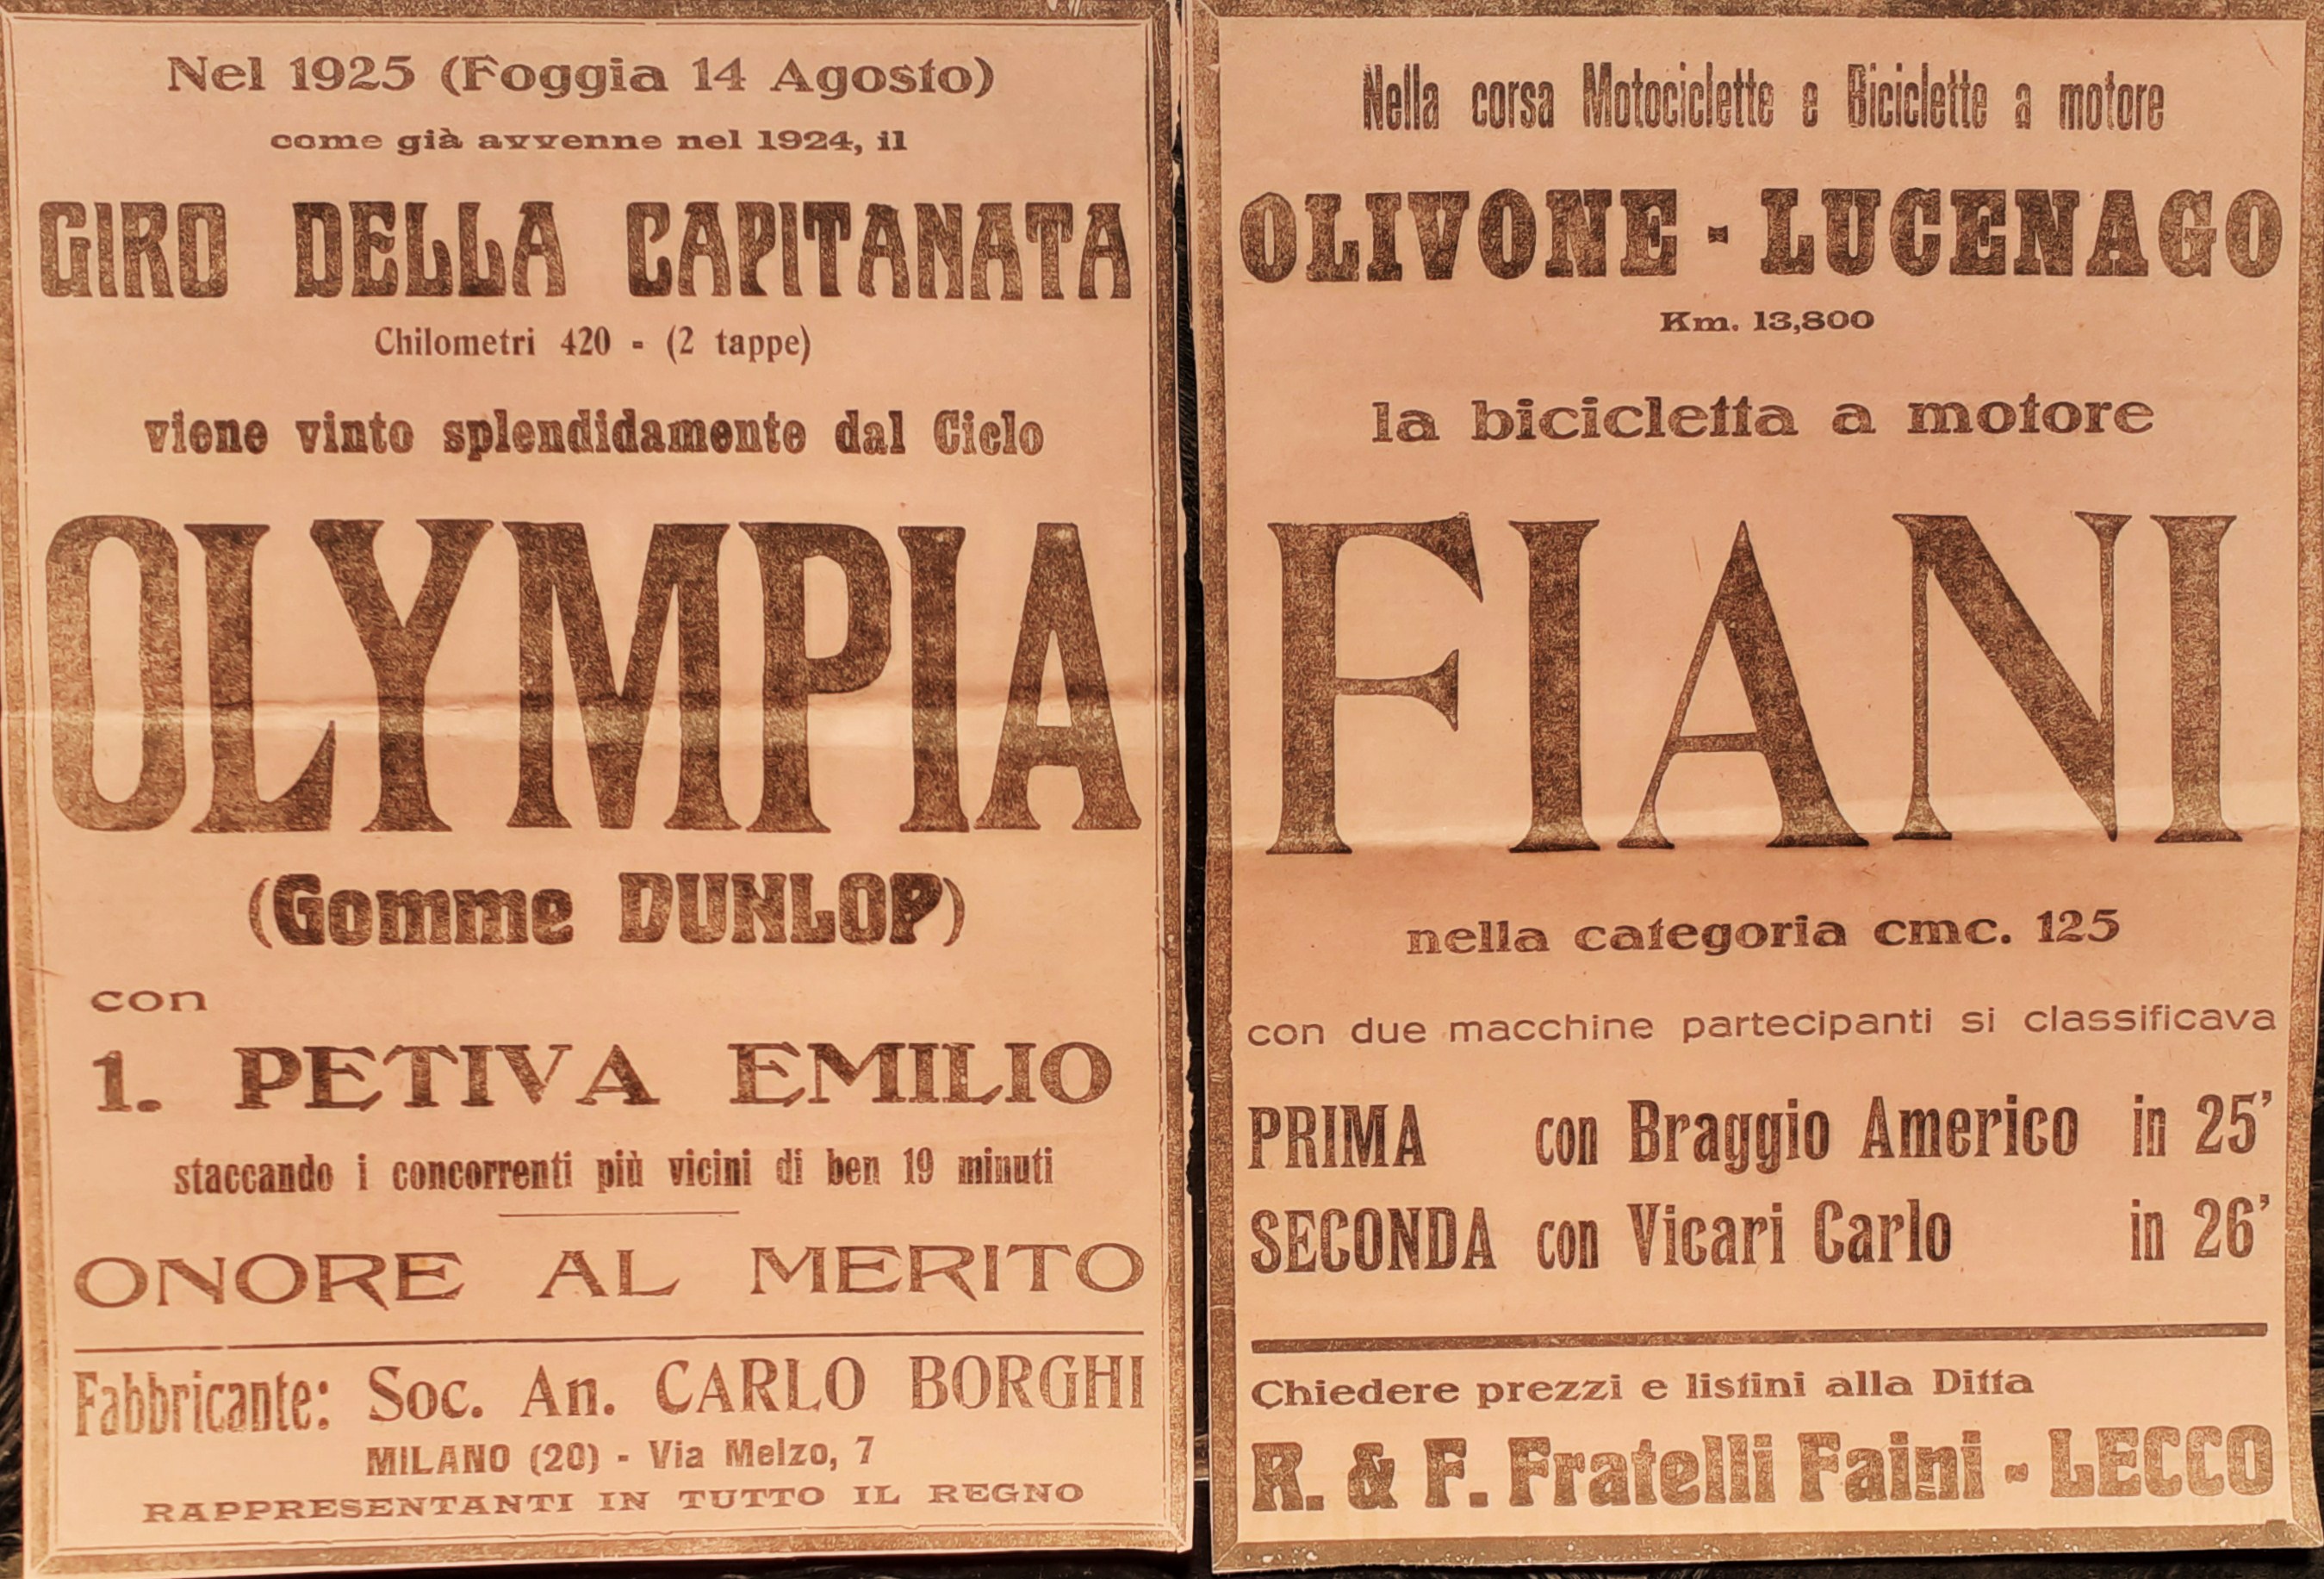 Nel 1925 (Foggia 14 Agosto)
come già avvenne nel 1924, il
GIRO DELLA CAPITANATA
Chilometri 420 - (2 tappe)
viene vinto splendidamente dal Ciclo
OLYMPIA
(Gomme DUNLOP)
con
1. PETIVA EMILIO
staccando i concorrenti più vicini di ben 19 minuti
ONORE AL MERITO
Fabbricante: Soc. An. CARLO BORGHI
MILANO (20) - Via Melzo, 7
RAPPRESENTANTI IN TUTTO IL REGNO
Nella corsa Motociclette e Biciclette a motore
OLIVONE - LUCENAGO
Km. 13,800
la bicicletta a motore
FIANI
nella categoria cmc. 125
con due macchine partecipanti si classificava
PRIMA con Braggio Americo in 25’
SECONDA con Vicari Carlo in 26’
Chiedere prezzi e listini alla Ditta
R. & F. Fratelli Faini - LECCO